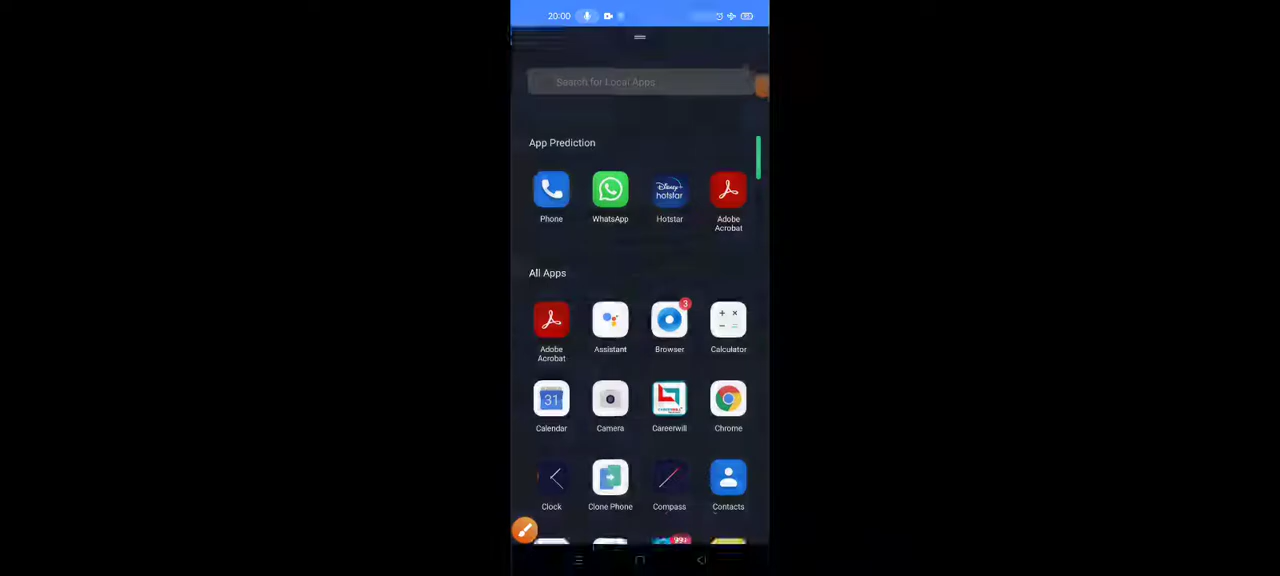 20:00
Search for Local Apps
App Prediction
Phone WhatsApp Hotstar Adobe Acrobat
Disney+ hotstar
All Apps
3
Adobe Acrobat Assistant Browser Calculator
31
Calendar Camera Careerwill Chrome
Clock Clone Phone Compass Contacts